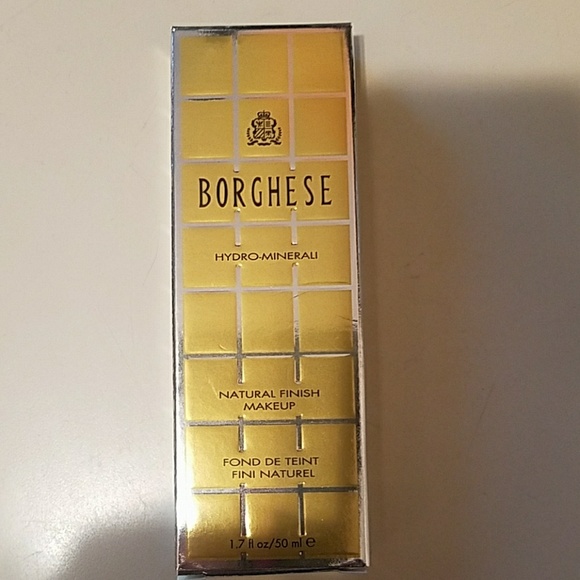 BORGHESE
HYDRO-MINERALI
NATURAL FINISH
MAKEUP
FOND DE TEINT
FINI NATUREL
1.7 fl oz/50 ml ℮